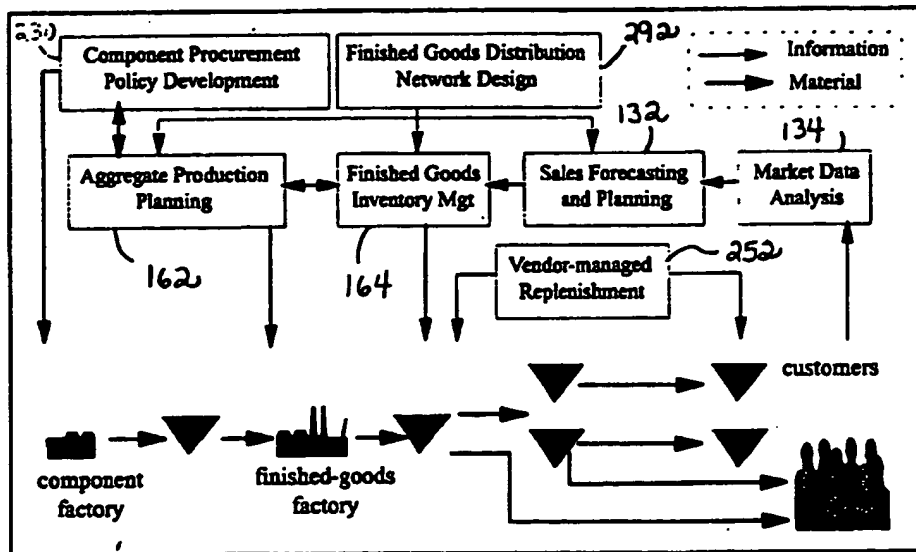 230
Component Procurement
Policy Development
Finished Goods Distribution
Network Design
292
Information
Material
132
134
Aggregate Production
Planning
Finished Goods
Inventory Mgt
Sales Forecasting
and Planning
Market Data
Analysis
162
164
Vendor-managed
Replenishment
252
customers
component
factory
finished-goods
factory